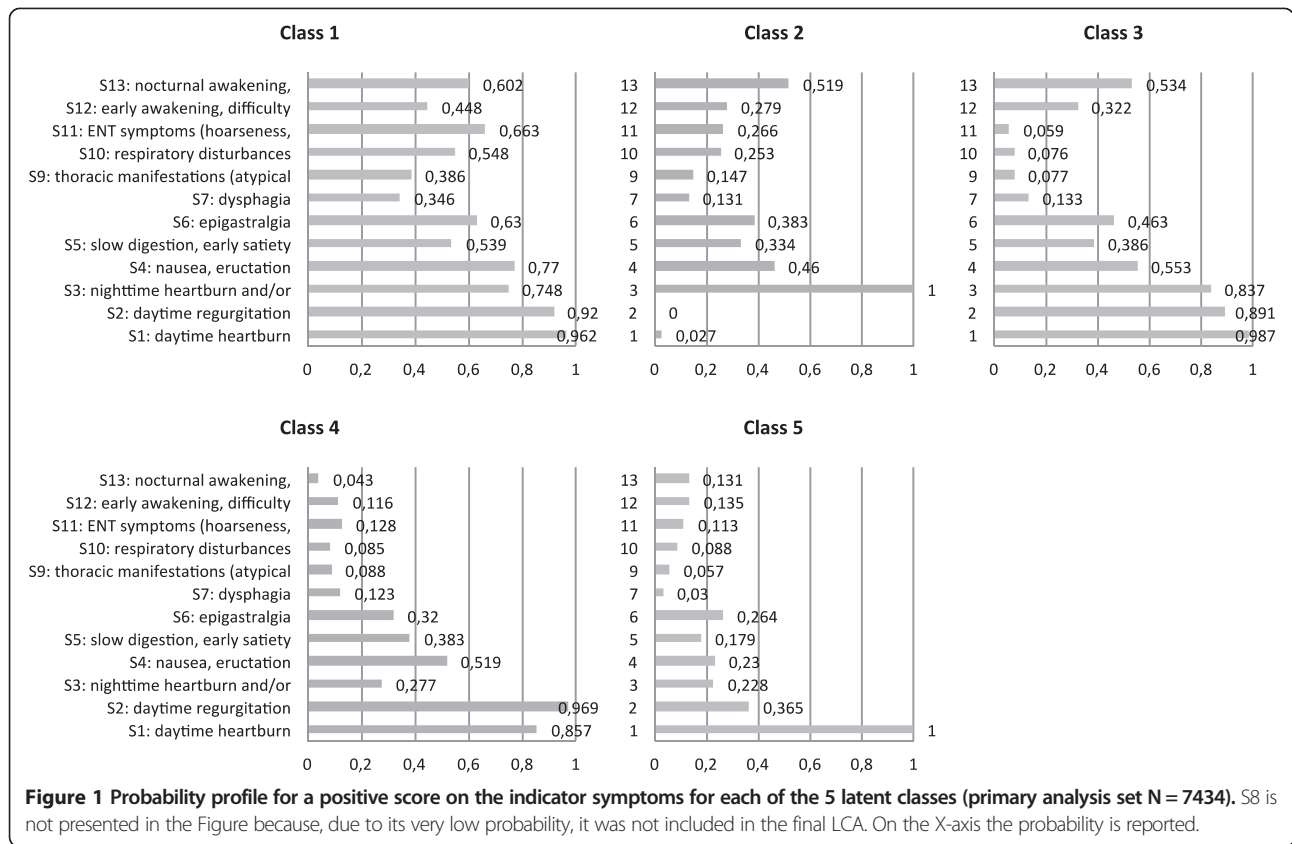 Class 1
S13: nocturnal awakening, 0,602
S12: early awakening, difficulty 0,448
S11: ENT symptoms (hoarseness, 0,663
S10: respiratory disturbances 0,548
S9: thoracic manifestations (atypical 0,386
S7: dysphagia 0,346
S6: epigastralgia 0,63
S5: slow digestion, early satiety 0,539
S4: nausea, eructation 0,77
S3: nighttime heartburn and/or 0,748
S2: daytime regurgitation 0,92
S1: daytime heartburn 0,962
0 0,2 0,4 0,6 0,8 1
Class 2
13 0,519
12 0,279
11 0,266
10 0,253
9 0,147
7 0,131
6 0,383
5 0,334
4 0,46
3 1
2 0
1 0,027
0 0,2 0,4 0,6 0,8 1
Class 3
13 0,534
12 0,322
11 0,059
10 0,076
9 0,077
7 0,133
6 0,463
5 0,386
4 0,553
3 0,837
2 0,891
1 0,987
0 0,2 0,4 0,6 0,8 1
Class 4
S13: nocturnal awakening, 0,043
S12: early awakening, difficulty 0,116
S11: ENT symptoms (hoarseness, 0,128
S10: respiratory disturbances 0,085
S9: thoracic manifestations (atypical 0,088
S7: dysphagia 0,123
S6: epigastralgia 0,32
S5: slow digestion, early satiety 0,383
S4: nausea, eructation 0,519
S3: nighttime heartburn and/or 0,277
S2: daytime regurgitation 0,969
S1: daytime heartburn 0,857
0 0,2 0,4 0,6 0,8 1
Class 5
13 0,131
12 0,135
11 0,113
10 0,088
9 0,057
7 0,03
6 0,264
5 0,179
4 0,23
3 0,228
2 0,365
1 1
0 0,2 0,4 0,6 0,8 1
Figure 1 Probability profile for a positive score on the indicator symptoms for each of the 5 latent classes (primary analysis set N = 7434). S8 is
not presented in the Figure because, due to its very low probability, it was not included in the final LCA. On the X-axis the probability is reported.